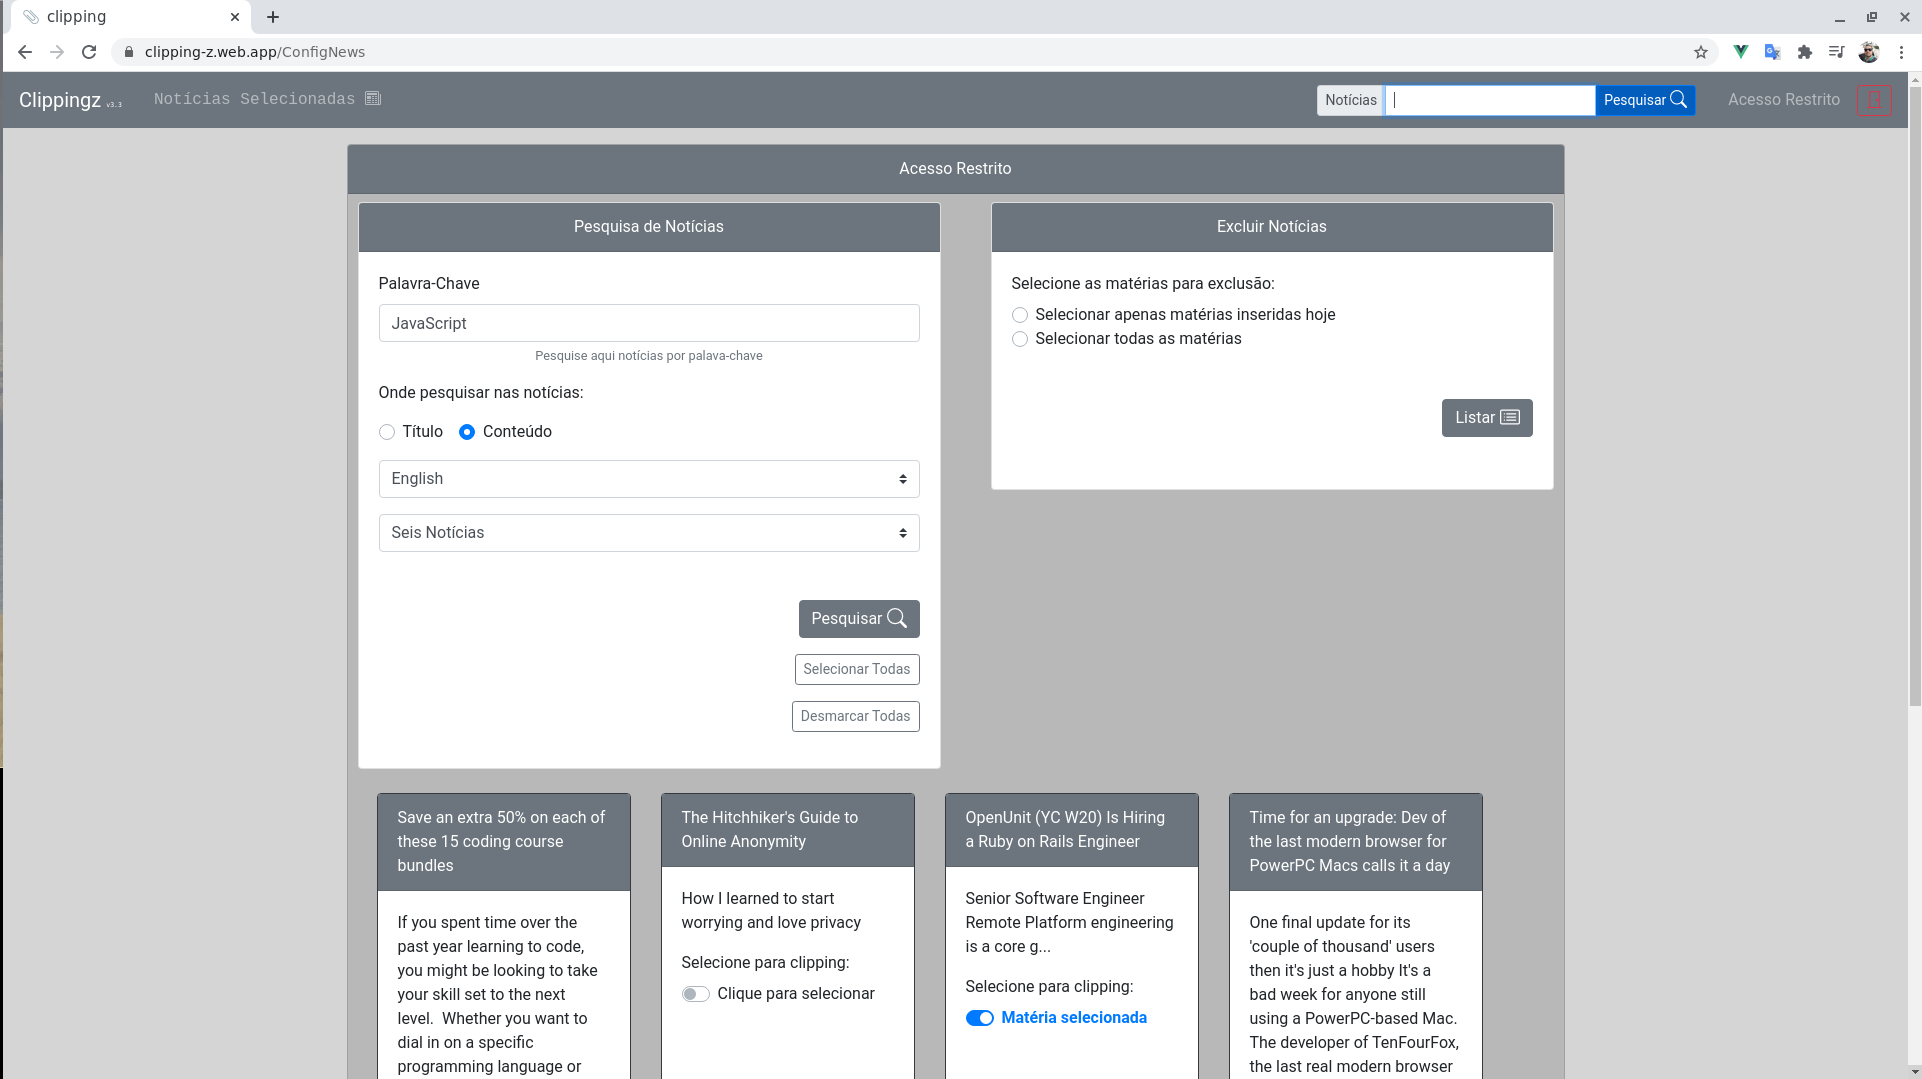 clipping
clipping-z.web.app/ConfigNews
Clippingz v3.3 Notícias Selecionadas
Notícias
Pesquisar
Acesso Restrito
Acesso Restrito
Pesquisa de Notícias
Palavra-Chave
JavaScript
Pesquise aqui notícias por palava-chave
Onde pesquisar nas notícias:
Título Conteúdo
English
Seis Notícias
Pesquisar
Selecionar Todas
Desmarcar Todas
Excluir Notícias
Selecione as matérias para exclusão:
Selecionar apenas matérias inseridas hoje
Selecionar todas as matérias
Listar
Save an extra 50% on each of
these 15 coding course
bundles
If you spent time over the
past year learning to code,
you might be looking to take
your skill set to the next
level. Whether you want to
dial in on a specific
programming language or
The Hitchhiker's Guide to
Online Anonymity
How I learned to start
worrying and love privacy
Selecione para clipping:
Clique para selecionar
OpenUnit (YC W20) Is Hiring
a Ruby on Rails Engineer
Senior Software Engineer
Remote Platform engineering
is a core g...
Selecione para clipping:
Matéria selecionada
Time for an upgrade: Dev of
the last modern browser for
PowerPC Macs calls it a day
One final update for its
'couple of thousand' users
then it's just a hobby It's a
bad week for anyone still
using a PowerPC-based Mac.
The developer of TenFourFox,
the last real modern browser